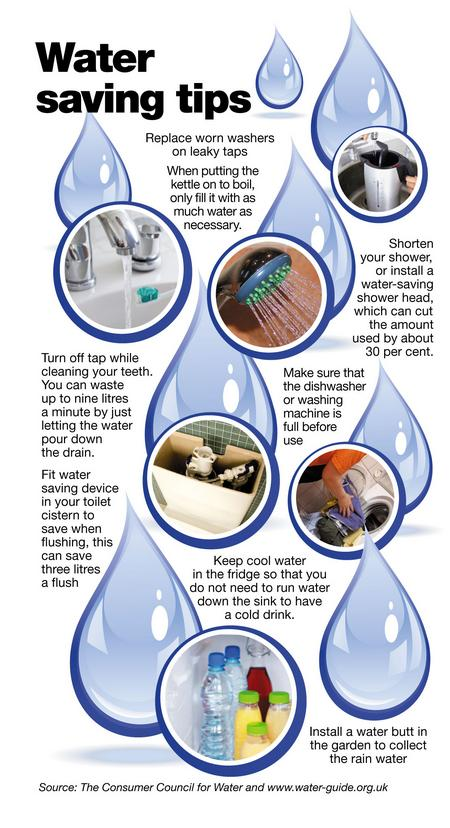 Water
saving tips
Replace worn washers
on leaky taps
When putting the
kettle on to boil,
only fill it with as
much water as
necessary.
Shorten
your shower,
or install a
water-saving
shower head,
which can cut
the amount
used by about
30 per cent.
Turn off tap while
cleaning your teeth.
You can waste
up to nine litres
a minute by just
letting the water
pour down
the drain.
Make sure that
the dishwasher
or washing
machine is
full before
use
Fit water
saving device
in your toilet
cistern to
save when
flushing, this
can save
three litres
a flush
Keep cool water
in the fridge so that you
do not need to run water
down the sink to have
a cold drink.
Install a water butt in
the garden to collect
the rain water
Source: The Consumer Council for Water and www.water-guide.org.uk